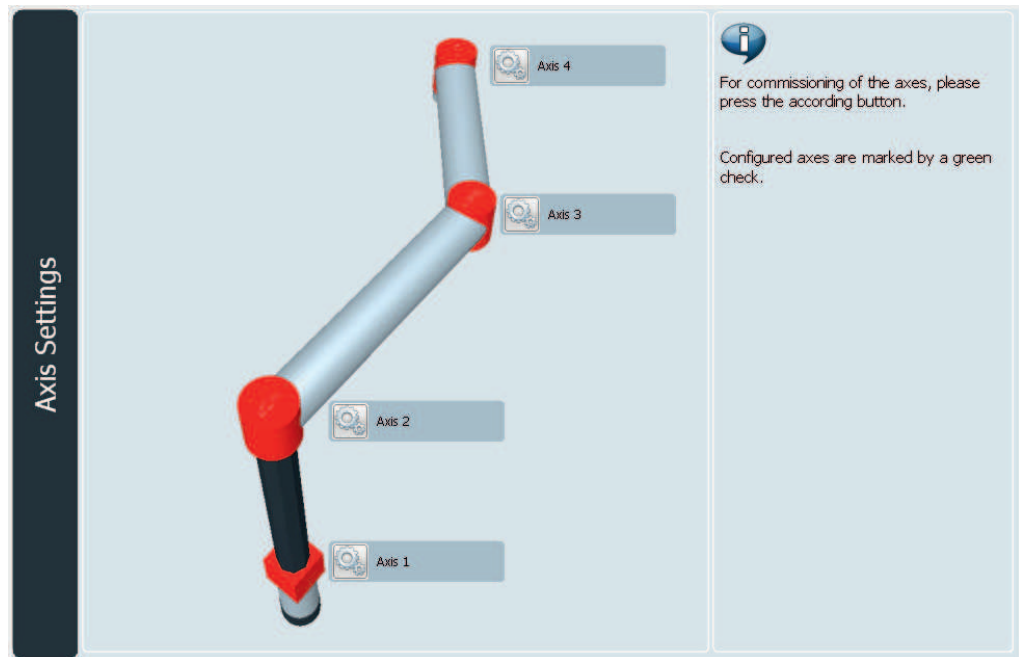 Axis Settings
Axis 4
Axis 3
Axis 2
Axis 1
For commissioning of the axes, please
press the according button.
Configured axes are marked by a green
check.